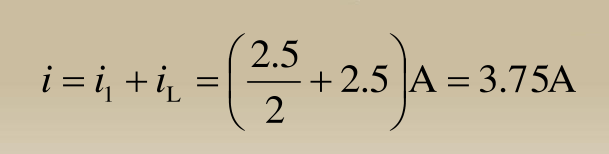 i = i₁ + i_L = (2.5/2 + 2.5)A = 3.75A